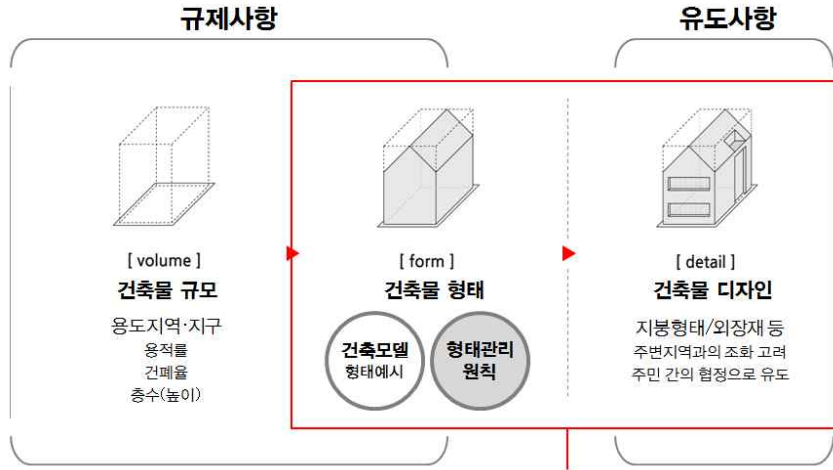 규제사항
유도사항
[ volume ]
건축물 규모
용도지역·지구
용적률
건폐율
층수(높이)
[ form ]
건축물 형태
건축모델
형태예시
형태관리
원칙
[ detail ]
건축물 디자인
지붕형태/외장재 등
주변지역과의 조화 고려
주민 간의 협정으로 유도